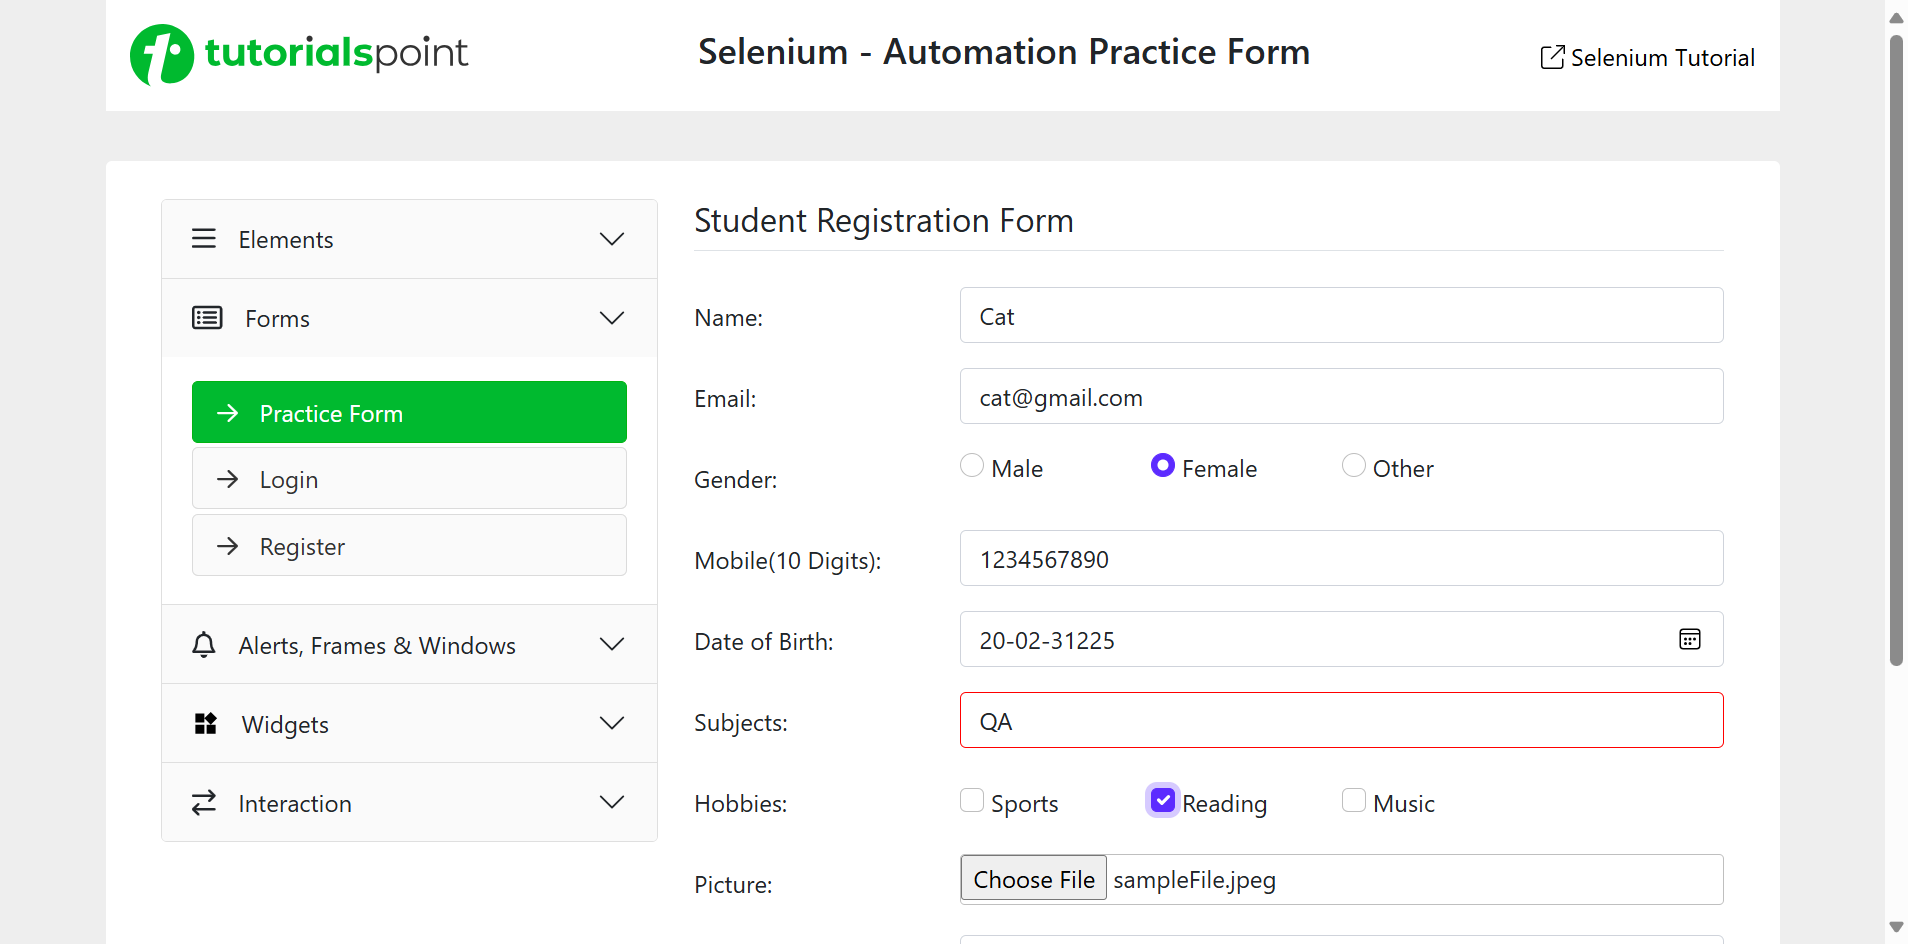 tutorialspoint
Selenium - Automation Practice Form
Selenium Tutorial
Elements
Forms
Practice Form
Login
Register
Alerts, Frames & Windows
Widgets
Interaction
Student Registration Form
Name: Cat
Email: cat@gmail.com
Gender: Male Female Other
Mobile(10 Digits): 1234567890
Date of Birth: 20-02-31225
Subjects: QA
Hobbies: Sports Reading Music
Picture: Choose File sampleFile.jpeg